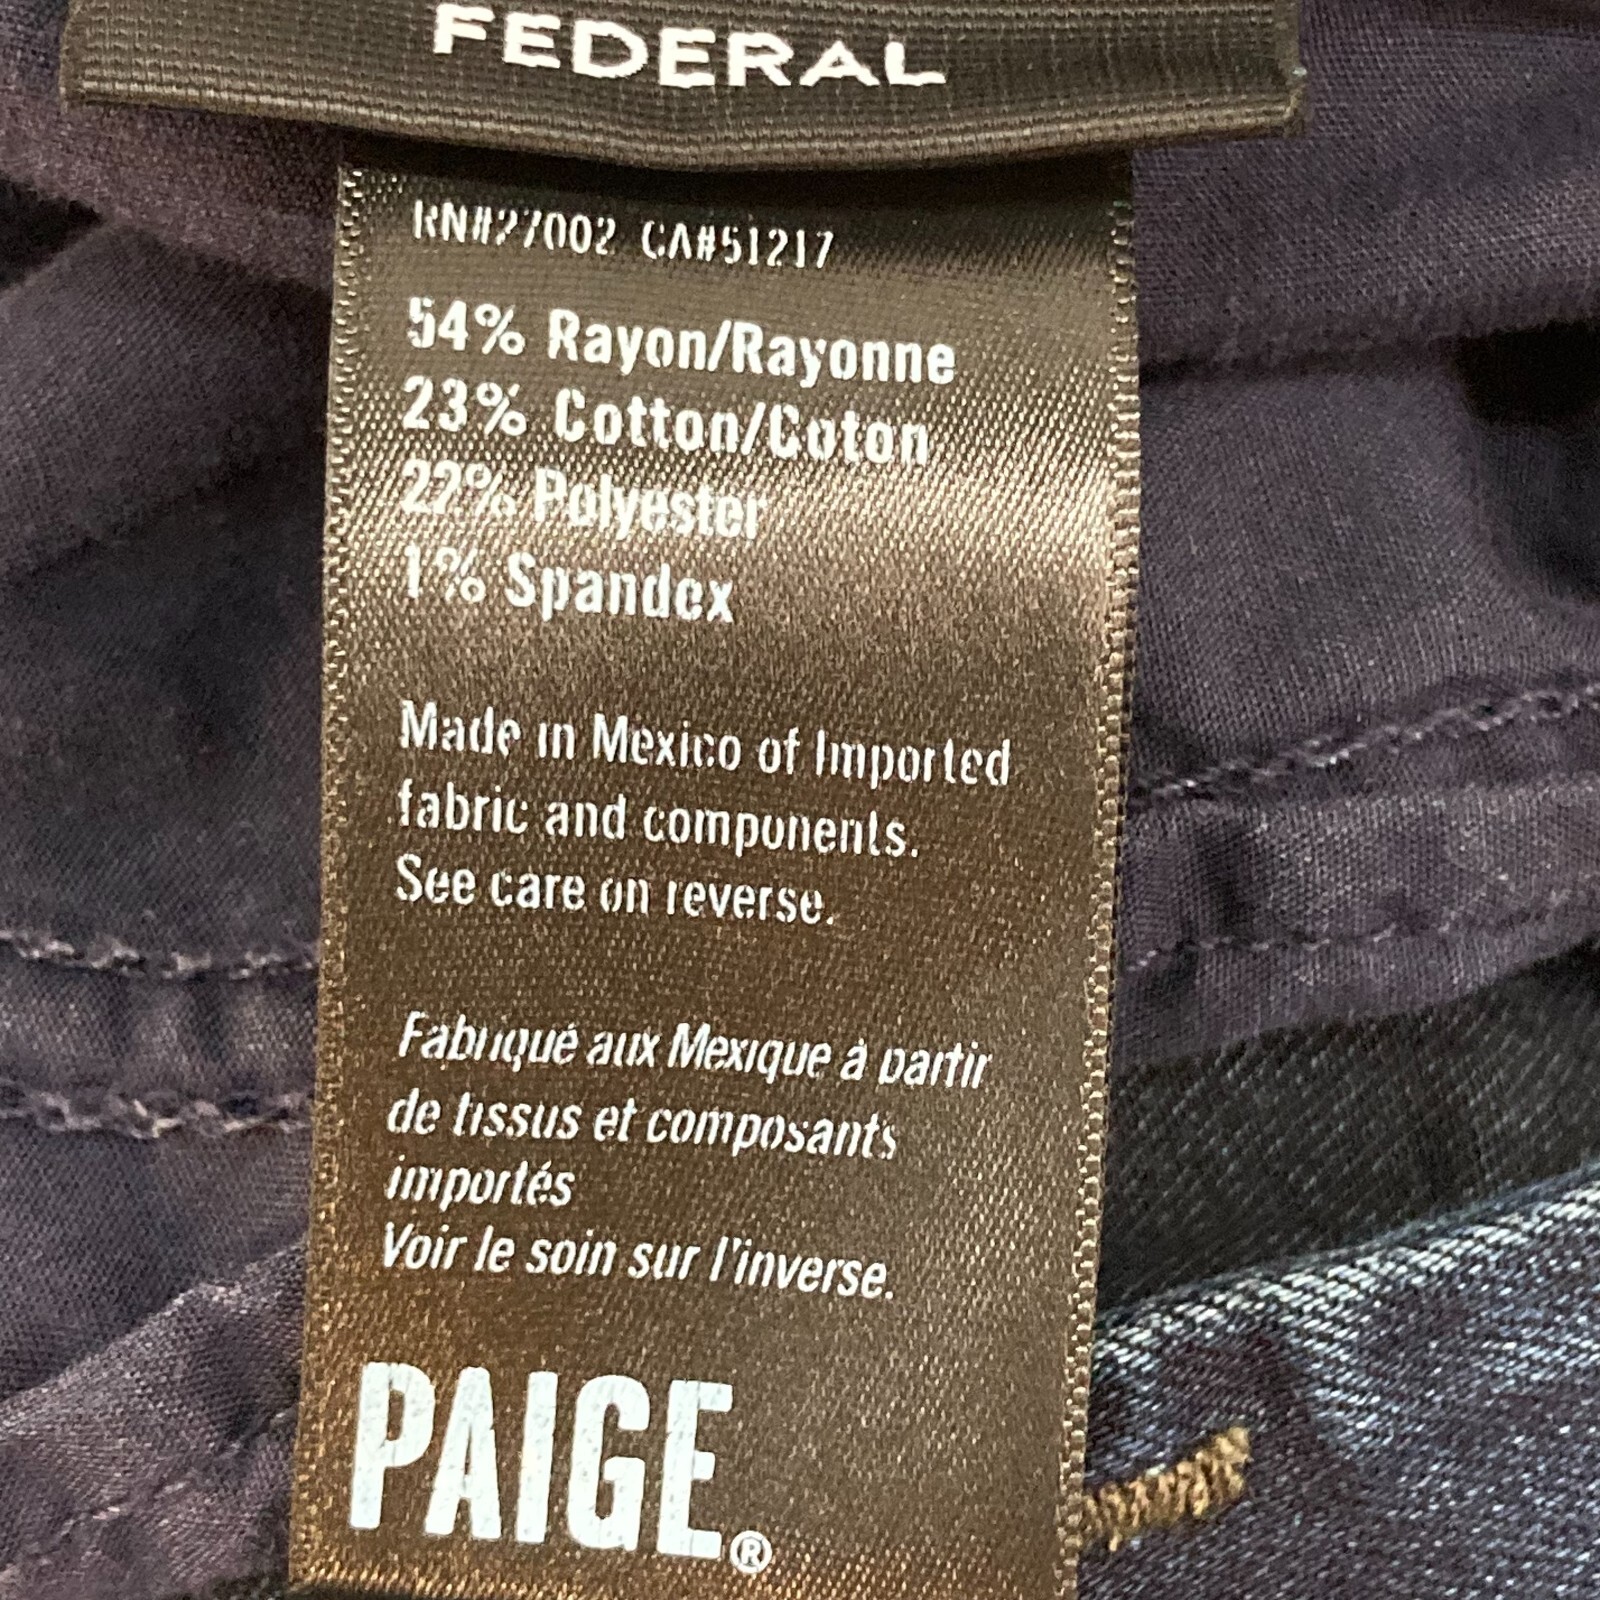 FEDERAL
RN#27002 CA#51217
54% Rayon/Rayonne
23% Cotton/Coton
22% Polyester
1% Spandex
Made in Mexico of Imported
fabric and components.
See care on reverse.
Fabriqué aux Mexique à partir
de tissus et composants
importés
Voir le soin sur l'inverse.
PAIGE®